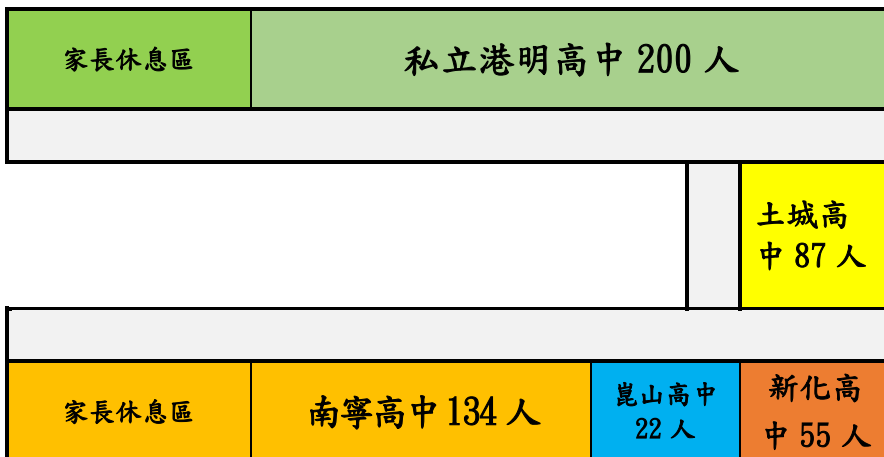 家長休息區
私立港明高中 200 人
土城高
中 87 人
家長休息區
南寧高中 134 人
崑山高中
22 人
新化高
中 55 人